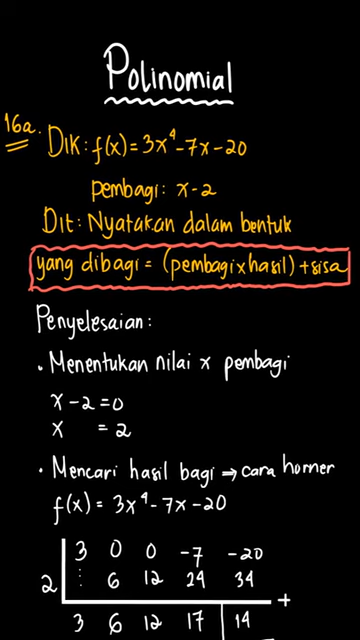 Polinomial
16a. Dik: f(x) = 3x⁴ - 7x - 20
pembagi: x - 2
Dit: Nyatakan dalam bentuk
yang dibagi = (pembagi x hasil) + sisa
Penyelesaian:
• Menentukan nilai x pembagi
x - 2 = 0
x = 2
• Mencari hasil bagi ⇒ cara horner
f(x) = 3x⁴ - 7x - 20
3 0 0 -7 -20
2 ⋮ 6 12 24 34 +
3 6 12 17 14